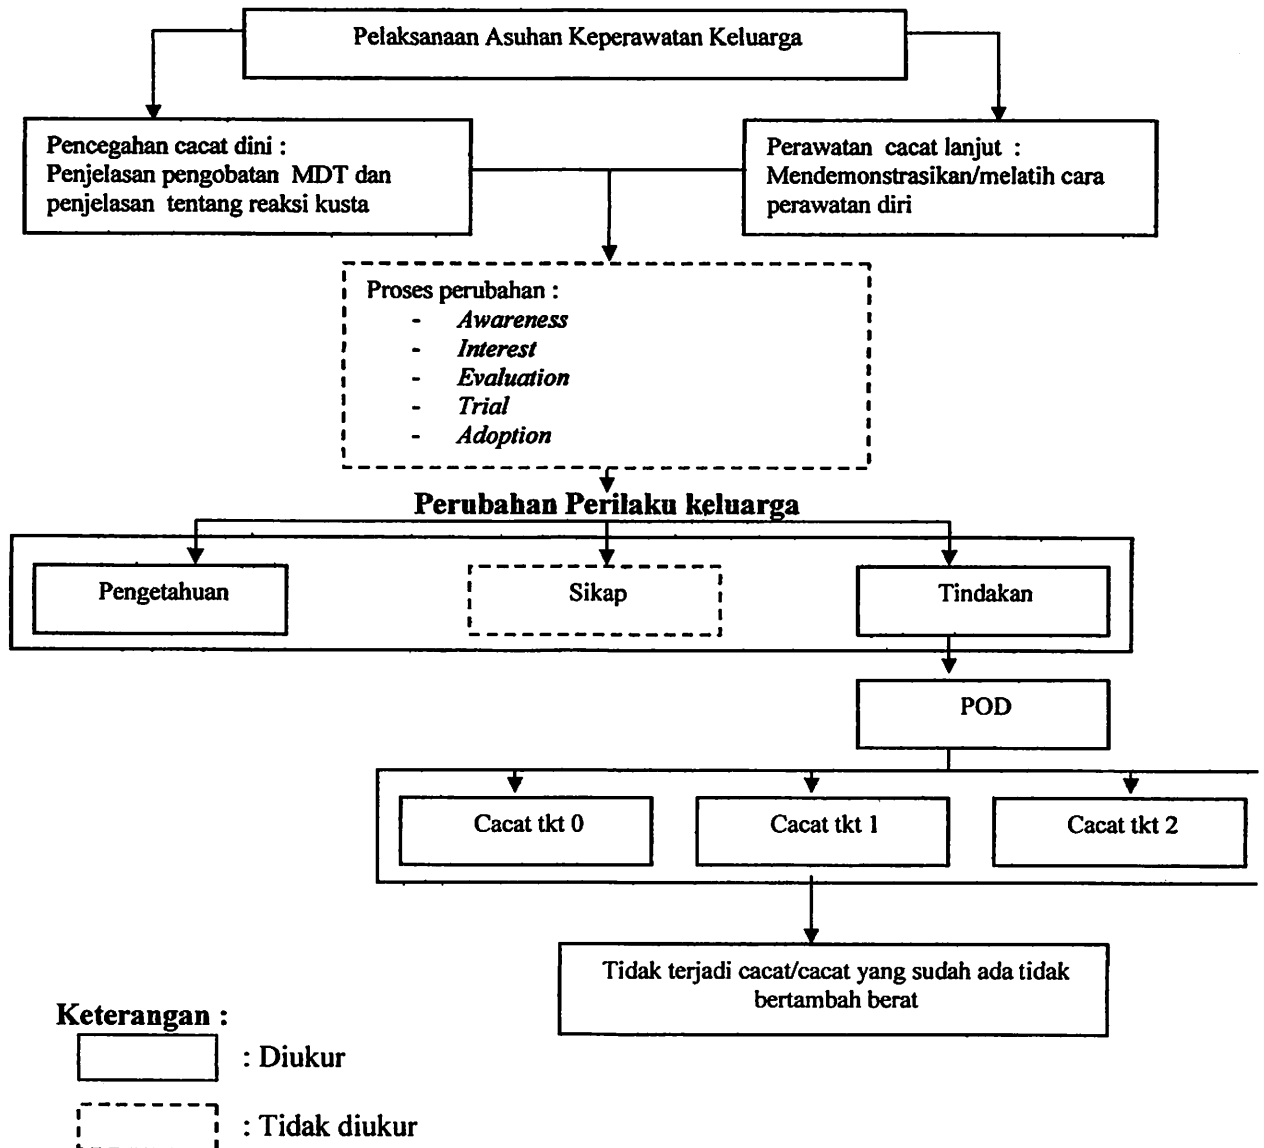 Pelaksanaan Asuhan Keperawatan Keluarga
Pencegahan cacat dini :
Penjelasan pengobatan MDT dan
penjelasan tentang reaksi kusta
Perawatan cacat lanjut :
Mendemonstrasikan/melatih cara
perawatan diri
Proses perubahan :
- Awareness
- Interest
- Evaluation
- Trial
- Adoption
Perubahan Perilaku keluarga
Pengetahuan
Sikap
Tindakan
POD
Cacat tkt 0
Cacat tkt 1
Cacat tkt 2
Tidak terjadi cacat/cacat yang sudah ada tidak
bertambah berat
Keterangan :
: Diukur
: Tidak diukur